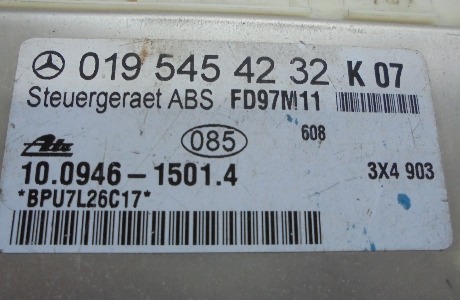 019 545 42 32 K 07
Steuergeraet ABS FD97M11
085 608
Ate
10.0946-1501.4 3X4 903
*BPU7L26C17*